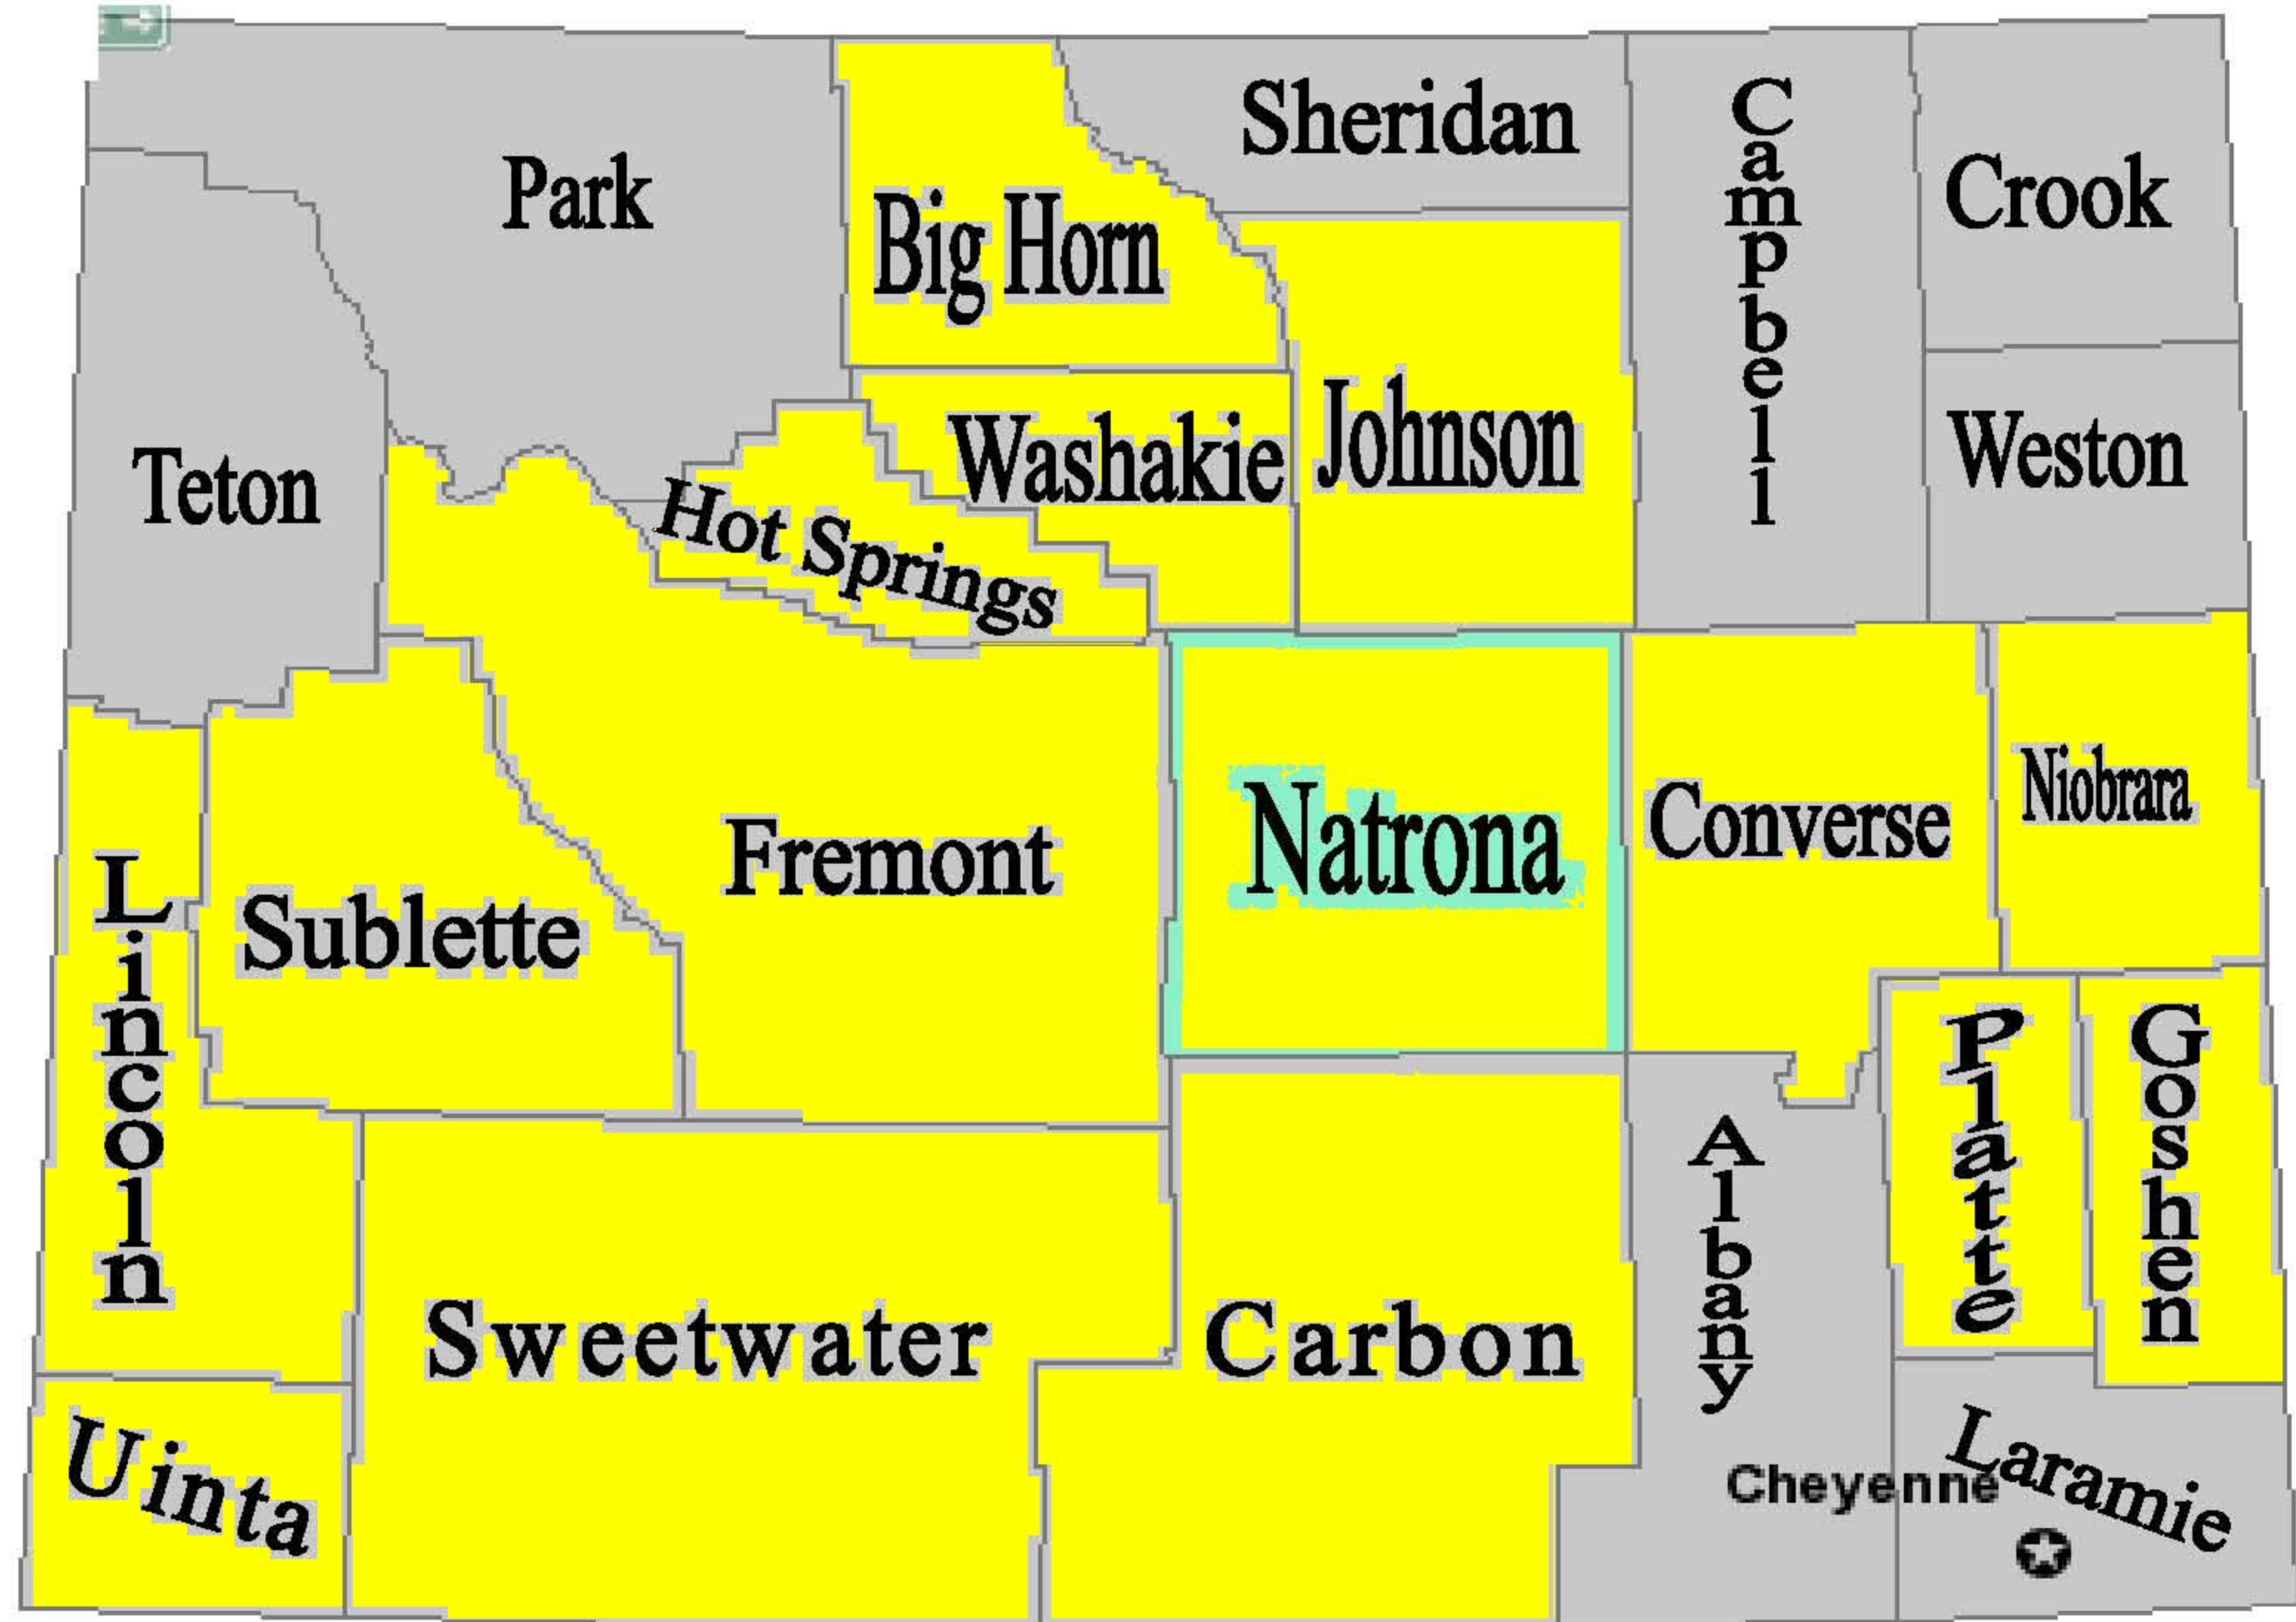 Sheridan
Campbell
Crook
Park
Big Horn
Johnson
Washakie
Weston
Teton
Hot Springs
Natrona
Converse
Niobrara
Fremont
Sublette
Lincoln
Platte
Goshen
Albany
Sweetwater
Carbon
Uinta
Cheyenne
Laramie